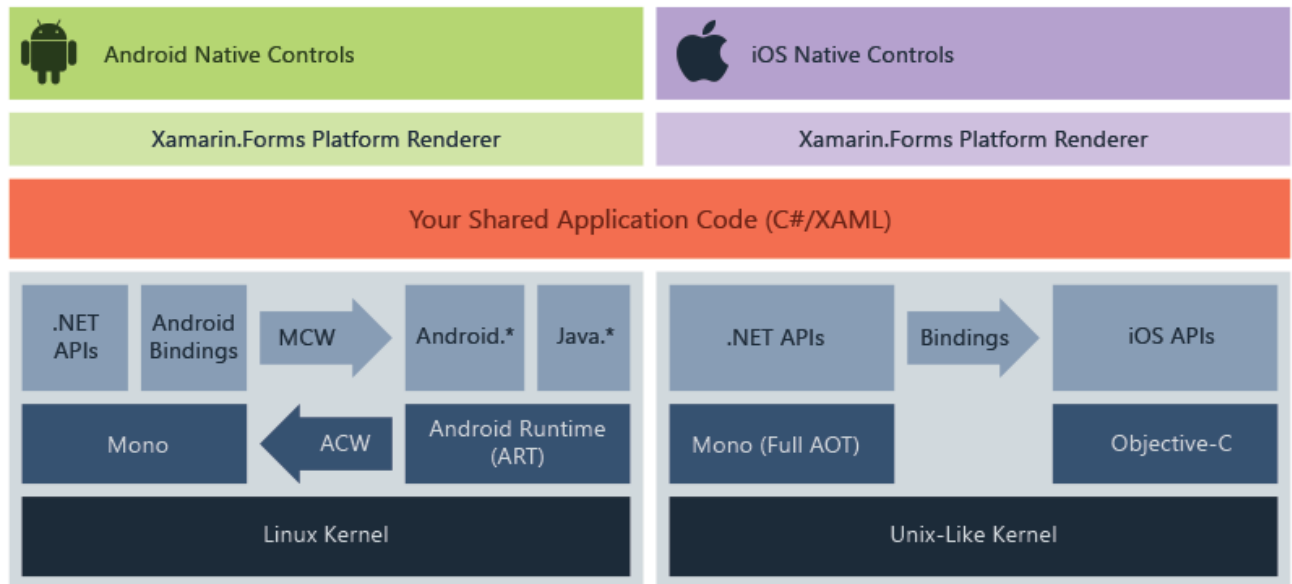 Android Native Controls
iOS Native Controls
Xamarin.Forms Platform Renderer
Xamarin.Forms Platform Renderer
Your Shared Application Code (C#/XAML)
.NET
APIs
Android
Bindings
MCW
Android.*
Java.*
.NET APIs
Bindings
iOS APIs
Mono
ACW
Android Runtime
(ART)
Mono (Full AOT)
Objective-C
Linux Kernel
Unix-Like Kernel